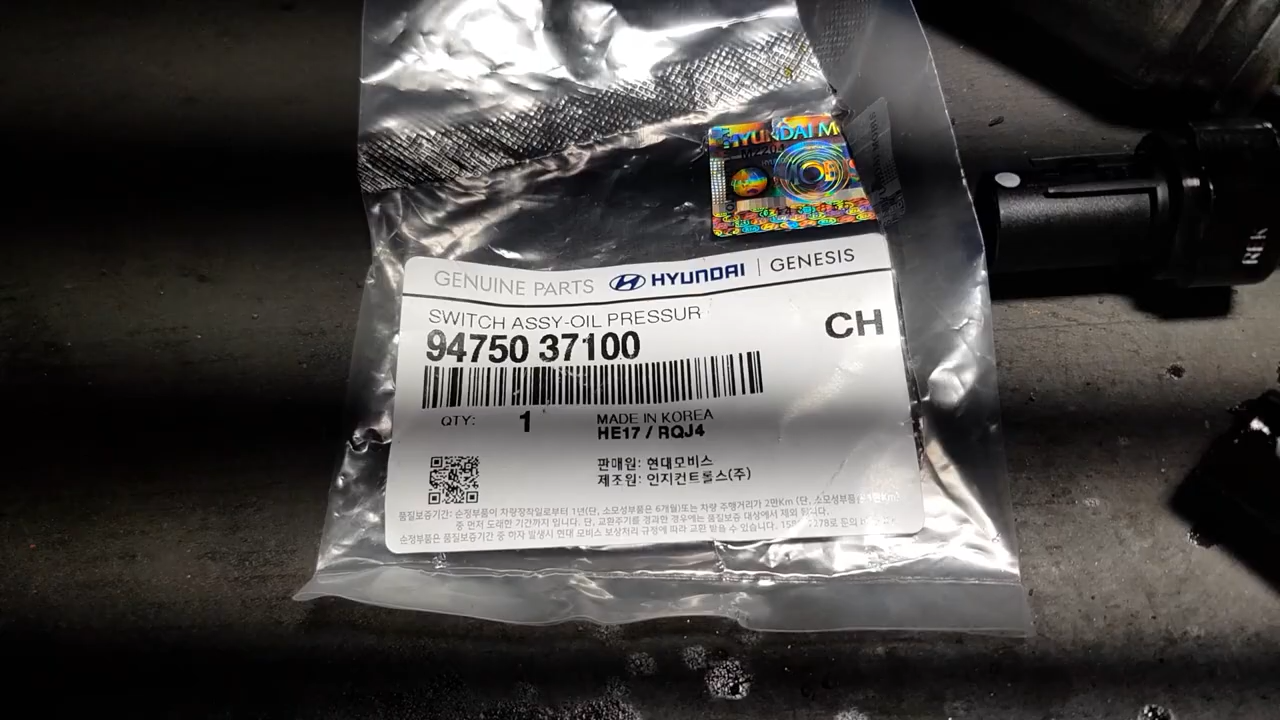 HYUNDAI M
GENUINE PARTS HYUNDAI | GENESIS
SWITCH ASSY-OIL PRESSUR
CH
94750 37100
QTY: 1 MADE IN KOREA
HE17 / RQJ4
판매원: 현대모비스
제조원: 인지컨트롤스(주)
품질보증기간: 순정부품이 차량장착일로부터 1년(단, 소모성부품은 6개월)또는 차량 주행거리가 2만Km (단, 소모성부품은
중 먼저 도래한 기간까지 입니다. 단, 교환주기를 경과한 경우에는 품질보증 대상에서 제외 됩니다.
순정부품은 품질보증기간 중 하자 발생시 현대 모비스 보상처리 규정에 따라 교환 받을 수 있습니다.